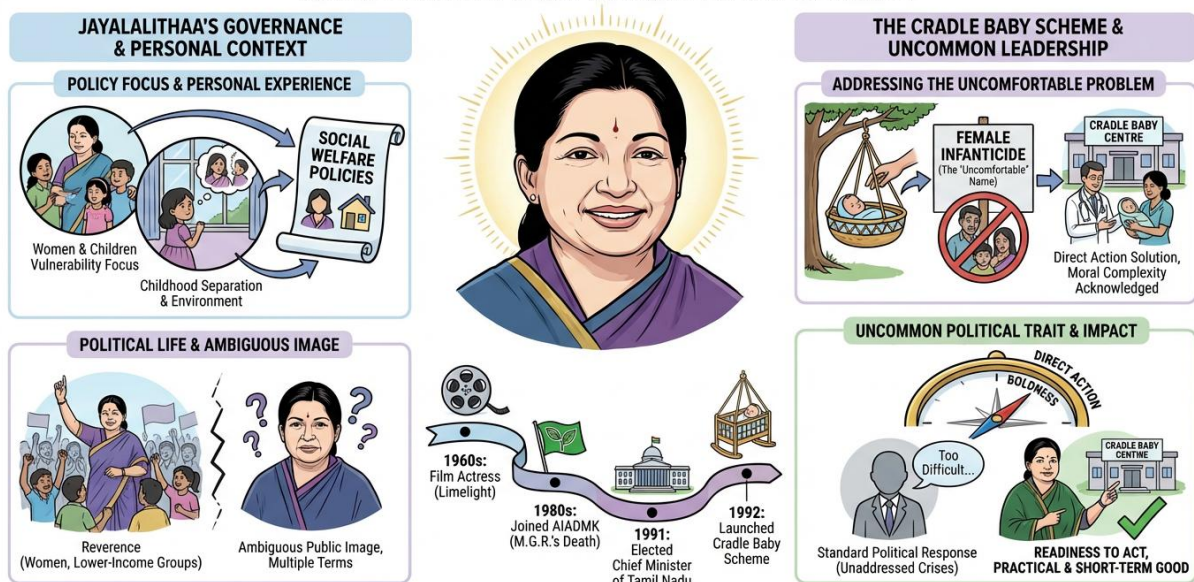 JAYALALITHAA'S GOVERNANCE
& PERSONAL CONTEXT
POLICY FOCUS & PERSONAL EXPERIENCE
SOCIAL
WELFARE
POLICIES
Women & Children
Vulnerability Focus
Childhood Separation
& Environment
POLITICAL LIFE & AMBIGUOUS IMAGE
Reverence
(Women, Lower-Income Groups)
Ambiguous Public Image,
Multiple Terms
1960s:
Film Actress
(Limelight)
1980s:
Joined AIADMK
(M.G.R.'s Death)
1991:
Elected
Chief Minister
of Tamil Nadu
1992:
Launched
Cradle Baby
Scheme
THE CRADLE BABY SCHEME &
UNCOMMON LEADERSHIP
ADDRESSING THE UNCOMFORTABLE PROBLEM
FEMALE
INFANTICIDE
(The 'Uncomfortable'
Name)
CRADLE BABY
CENTRE
Direct Action Solution,
Moral Complexity
Acknowledged
UNCOMMON POLITICAL TRAIT & IMPACT
DIRECT ACTION
BOLDNESS
Too
Difficult...
CRADLE BABY
CENTINE
Standard Political Response
(Unaddressed Crises)
READINESS TO ACT,
PRACTICAL & SHORT-TERM GOOD